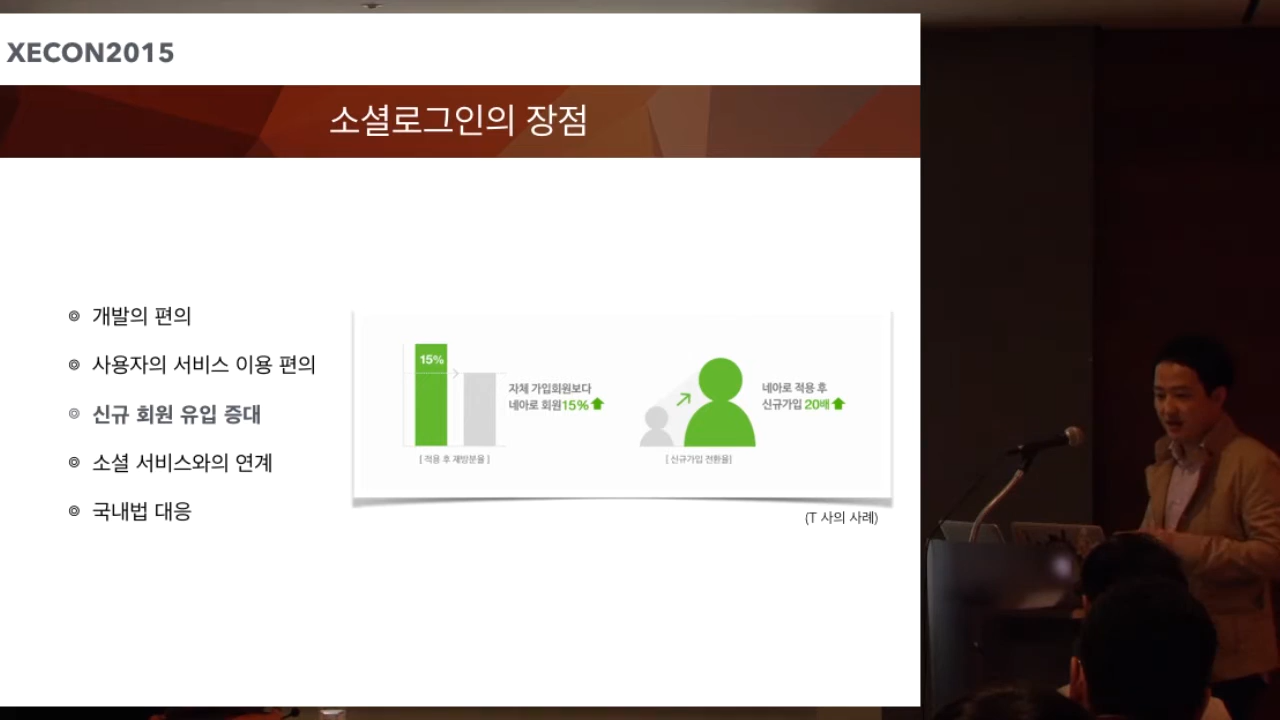 XECON2015
소셜로그인의 장점
개발의 편의
사용자의 서비스 이용 편의
신규 회원 유입 증대
소셜 서비스와의 연계
국내법 대응
15%
자체 가입회원보다
네아로 회원15%
[ 적용 후 재방분율 ]
네아로 적용 후
신규가입 20배
[ 신규가입 전환율]
(T 사의 사례)